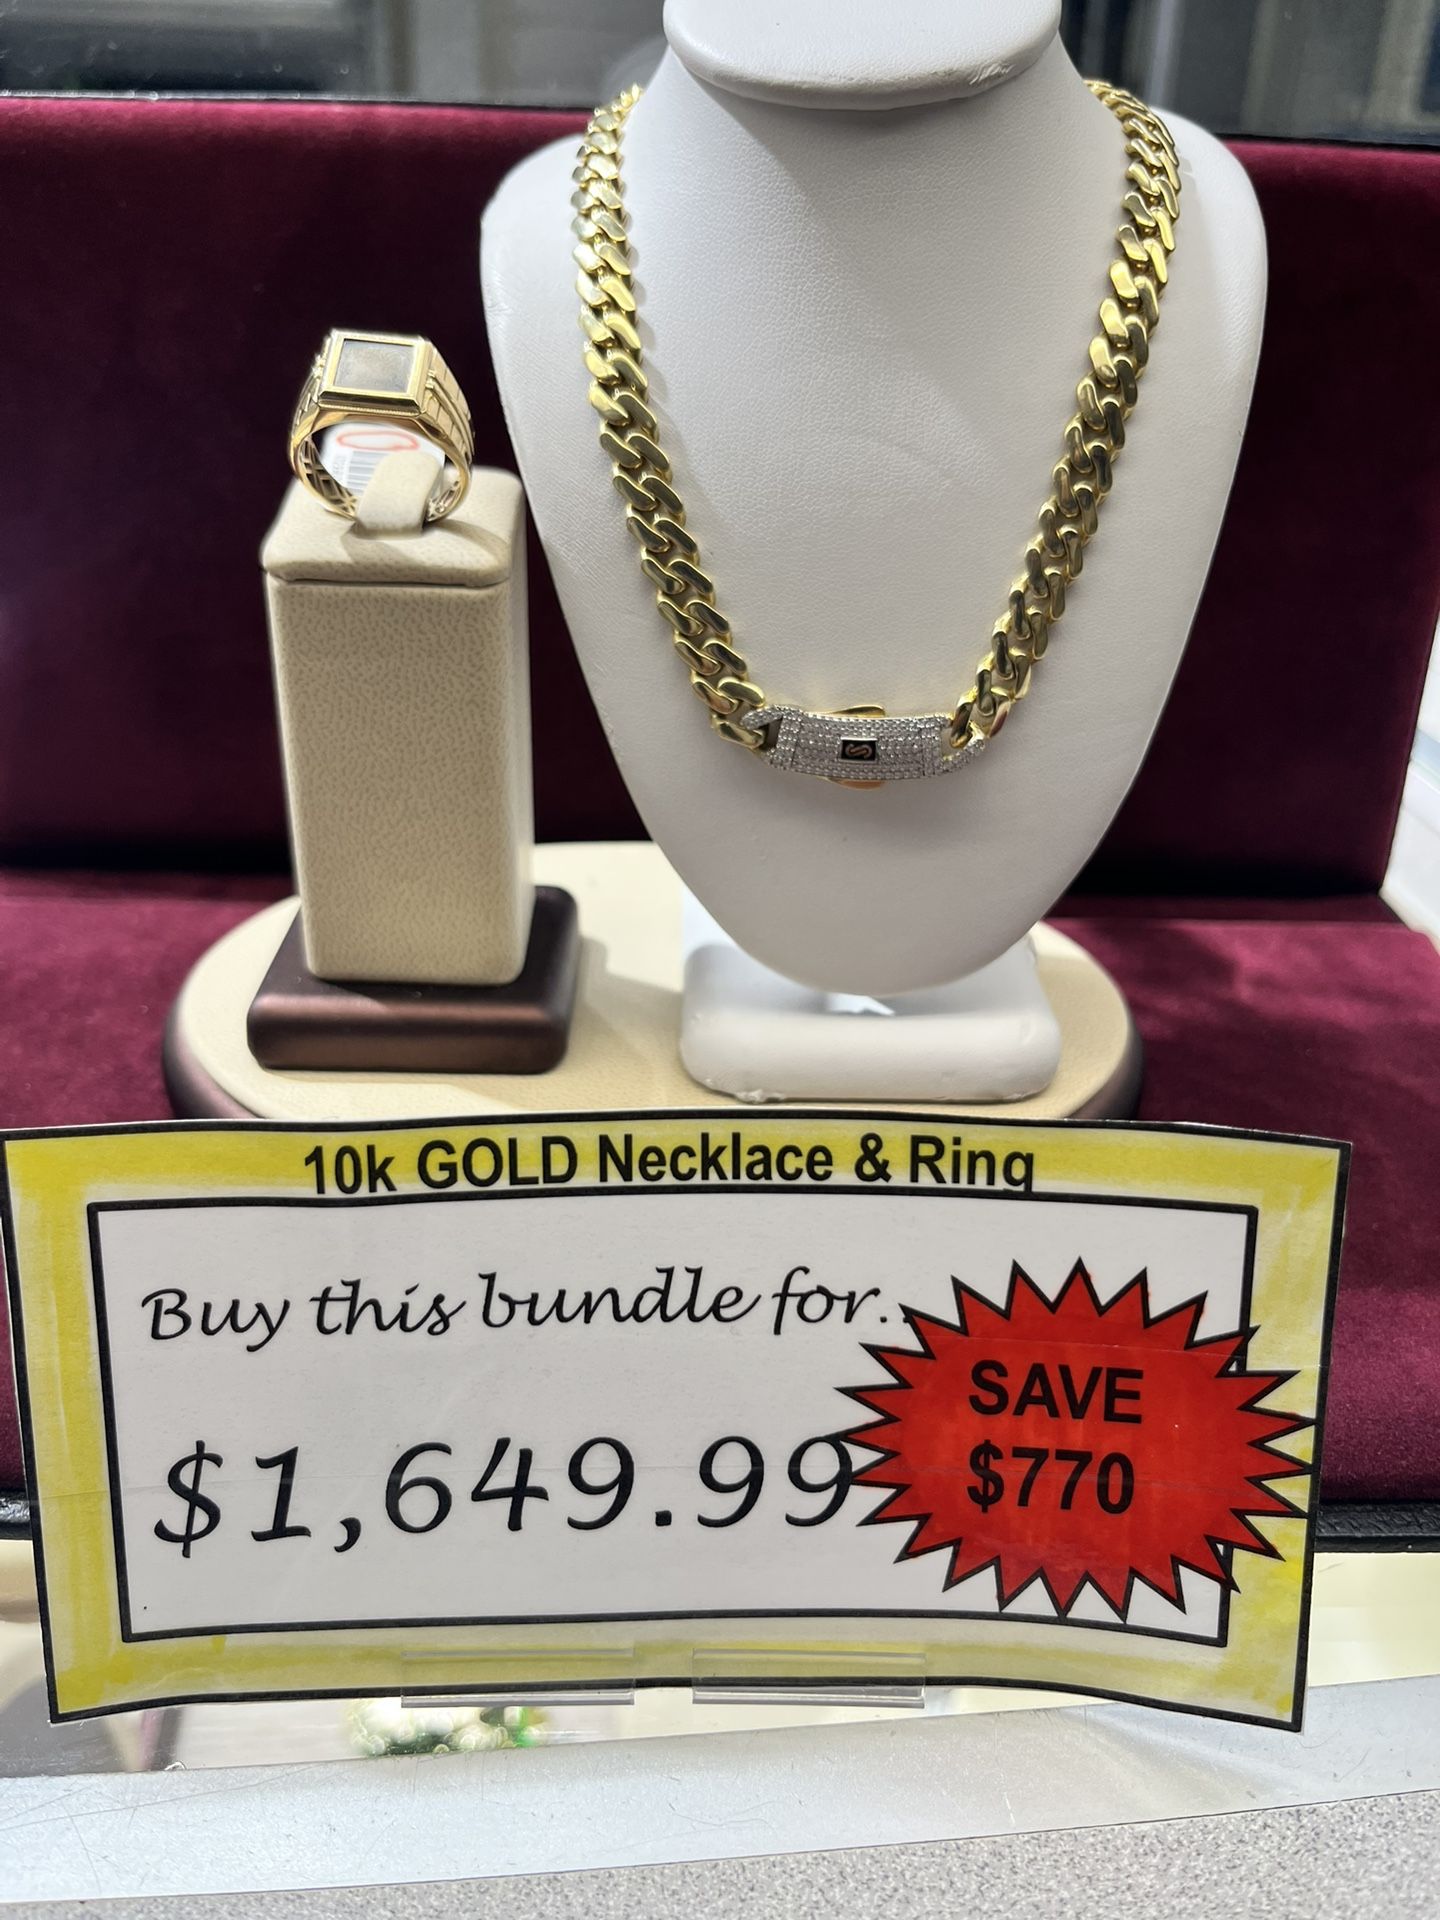 10k GOLD Necklace & Ring
Buy this bundle for..
$1,649.99
SAVE
$770